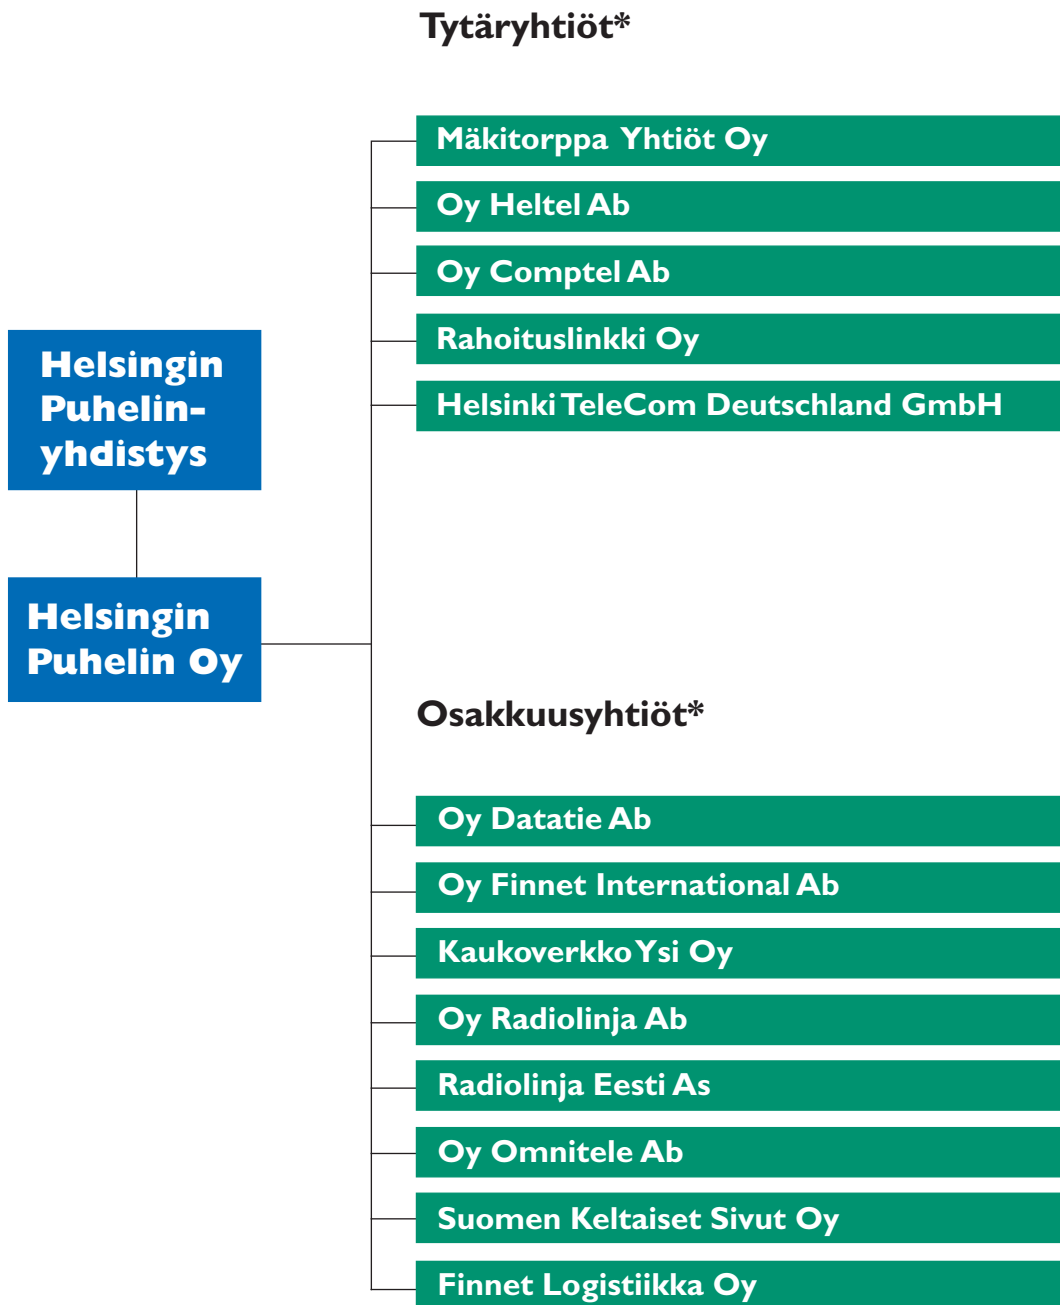 Tytäryhtiöt*
Mäkitorppa Yhtiöt Oy
Oy Heltel Ab
Oy Comptel Ab
Rahoituslinkki Oy
Helsinki TeleCom Deutschland GmbH
Helsingin
Puhelin-
yhdistys
Helsingin
Puhelin Oy
Osakkuusyhtiöt*
Oy Datatie Ab
Oy Finnet International Ab
Kaukoverkko Ysi Oy
Oy Radiolinja Ab
Radiolinja Eesti As
Oy Omnitele Ab
Suomen Keltaiset Sivut Oy
Finnet Logistiikka Oy